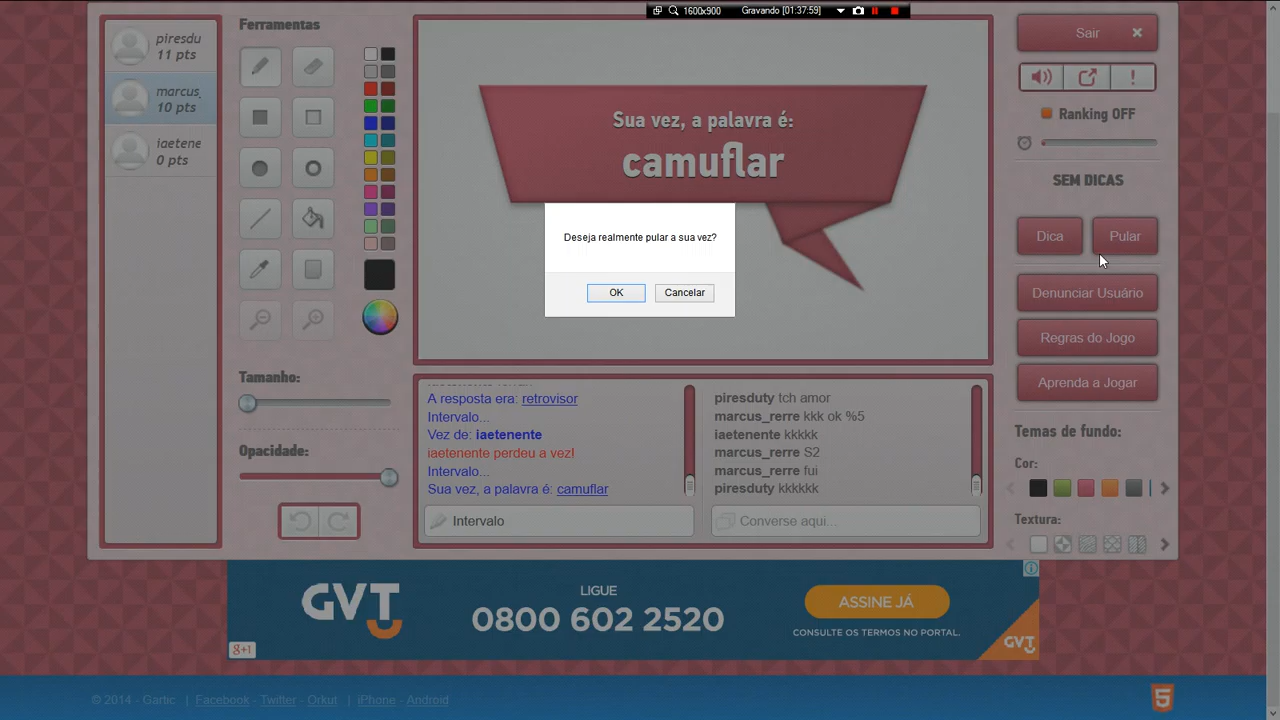 1600x900 Gravando [01:37:59]
piresdu
11 pts
marcus_
10 pts
iaetene
0 pts
Ferramentas
Tamanho:
Opacidade:
Sua vez, a palavra é:
camuflar
Deseja realmente pular a sua vez?
OK Cancelar
A resposta era: retrovisor
Intervalo...
Vez de: iaetenente
iaetenente perdeu a vez!
Intervalo...
Sua vez, a palavra é: camuflar
Intervalo
piresduty tch amor
marcus_rerre kkk ok %5
iaetenente kkkkk
marcus_rerre S2
marcus_rerre fui
piresduty kkkkkk
Converse aqui...
Sair ×
!
Ranking OFF
SEM DICAS
Dica Pular
Denunciar Usuário
Regras do Jogo
Aprenda a Jogar
Temas de fundo:
Cor:
Textura:
GVT
g+1
LIGUE
0800 602 2520
ASSINE JÁ
CONSULTE OS TERMOS NO PORTAL.
GVT
© 2014 - Gartic | Facebook - Twitter - Orkut | iPhone - Android
5